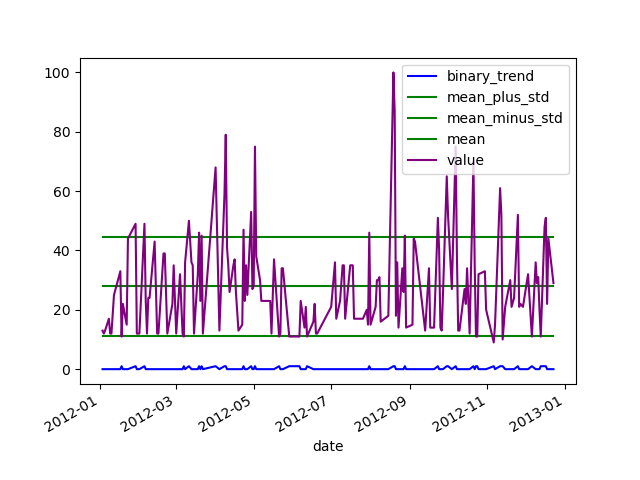 100
80
60
40
20
0
binary_trend
mean_plus_std
mean_minus_std
mean
value
2012-01
2012-03
2012-05
2012-07
2012-09
2012-11
2013-01
date